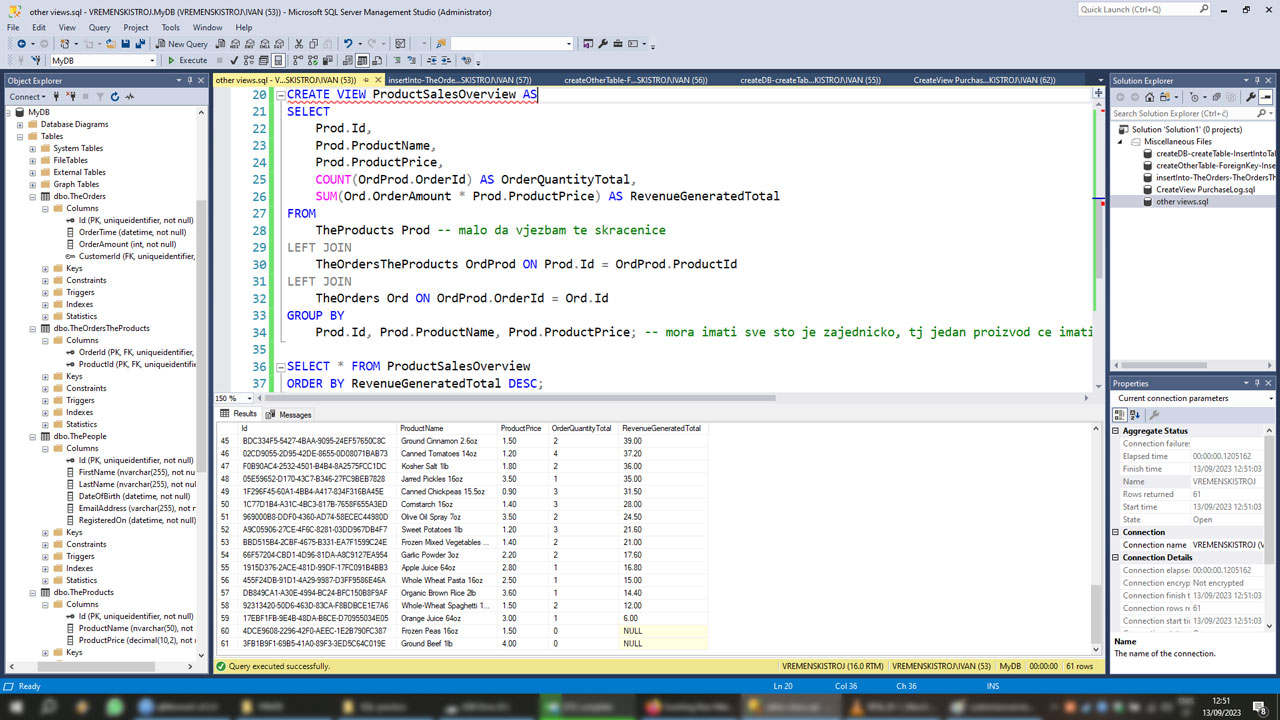 other views.sql - VREMENSKISTROJ.MyDB (VREMENSKISTROJ\IVAN (53)) - Microsoft SQL Server Management Studio (Administrator)
Quick Launch (Ctrl+Q)
File Edit View Query Project Tools Window Help
New Query
MyDB Execute
Object Explorer
Connect
MyDB
Database Diagrams
Tables
System Tables
FileTables
External Tables
Graph Tables
dbo.TheOrders
Columns
Id (PK, uniqueidentifier, not null)
OrderTime (datetime, not null)
OrderAmount (int, not null)
CustomerId (FK, uniqueidentifier,
Keys
Constraints
Triggers
Indexes
Statistics
dbo.TheOrdersTheProducts
Columns
OrderId (PK, FK, uniqueidentifier,
ProductId (PK, FK, uniqueidentifie
Keys
Constraints
Triggers
Indexes
Statistics
dbo.ThePeople
Columns
Id (PK, uniqueidentifier, not null)
FirstName (nvarchar(255), not nu
LastName (nvarchar(255), not nu
DateOfBirth (datetime, not null)
EmailAddress (varchar(255), not n
RegisteredOn (datetime, not null)
Keys
Constraints
Triggers
Indexes
Statistics
dbo.TheProducts
Columns
Id (PK, uniqueidentifier, not null)
ProductName (nvarchar(50), not
ProductPrice (decimal(10,2), not n
Keys
other views.sql - V...SKISTROJ\IVAN (53)) insertInto-TheOrde...SKISTROJ\IVAN (57)) createOtherTable-F...SKISTROJ\IVAN (56)) createDB-createTab...KISTROJ\IVAN (55)) CreateView Purchas...KISTROJ\IVAN (62))
20 CREATE VIEW ProductSalesOverview AS
21 SELECT
22 Prod.Id,
23 Prod.ProductName,
24 Prod.ProductPrice,
25 COUNT(OrdProd.OrderId) AS OrderQuantityTotal,
26 SUM(Ord.OrderAmount * Prod.ProductPrice) AS RevenueGeneratedTotal
27 FROM
28 TheProducts Prod -- malo da vjezbam te skracenice
29 LEFT JOIN
30 TheOrdersTheProducts OrdProd ON Prod.Id = OrdProd.ProductId
31 LEFT JOIN
32 TheOrders Ord ON OrdProd.OrderId = Ord.Id
33 GROUP BY
34 Prod.Id, Prod.ProductName, Prod.ProductPrice; -- mora imati sve sto je zajednicko, tj jedan proizvod ce imati
35
36 SELECT * FROM ProductSalesOverview
37 ORDER BY RevenueGeneratedTotal DESC;
150 %
Results Messages
Id ProductName ProductPrice OrderQuantityTotal RevenueGeneratedTotal
45 BDC334F5-5427-4BAA-9095-24EF57650C8C Ground Cinnamon 2.6oz 1.50 2 39.00
46 02CD9055-2D95-42DE-8655-0D08071BAB73 Canned Tomatoes 14oz 1.20 4 37.20
47 F0B90AC4-2532-4501-B4B4-8A2575FCC1DC Kosher Salt 1lb 1.80 2 36.00
48 05E59652-D170-43C7-B346-27FC9BEB7828 Jarred Pickles 16oz 3.50 1 35.00
49 1F296F45-60A1-4BB4-A417-834F316BA45E Canned Chickpeas 15.5oz 0.90 3 31.50
50 1C77D1B4-A31C-4BC3-817B-7658F655A3ED Cornstarch 16oz 1.40 3 28.00
51 969000B8-DDF0-4360-AD74-58ECEC44980D Olive Oil Spray 7oz 3.50 2 24.50
52 A9C05906-27CE-4F6C-8281-03DD967DB4F7 Sweet Potatoes 1lb 1.20 3 21.60
53 BBD515B4-2CBF-4675-B331-EA7F1599C24E Frozen Mixed Vegetables ... 1.40 2 21.00
54 66F57204-CBD1-4D96-81DA-A8C9127EA954 Garlic Powder 3oz 2.20 2 17.60
55 1915D376-2AC2-481D-99DF-17FC091B4BB3 Apple Juice 64oz 2.80 1 16.80
56 455F24DB-91D1-4A29-9987-D3FF9586E46A Whole Wheat Pasta 16oz 2.50 1 15.00
57 DB849CA1-A30E-4994-BC24-BFC150B8F9AF Organic Brown Rice 2lb 3.60 1 14.40
58 92313420-50D6-463D-83CA-F8BDBCE1E7A6 Whole-Wheat Spaghetti 1... 1.50 2 12.00
59 17EBF1FB-9E4B-48DA-B6CE-D70955034E05 Orange Juice 64oz 3.00 1 6.00
60 4DCE9608-2296-42F0-AEEC-1E2B790FC387 Frozen Peas 16oz 1.50 0 NULL
61 3FB1B9F1-69B5-41A0-89F3-3ED5C64C019E Ground Beef 1lb 4.00 0 NULL
Query executed successfully. VREMENSKISTROJ (16.0 RTM) VREMENSKISTROJ\IVAN (53) MyDB 00:00:00 61 rows
Solution Explorer
Search Solution Explorer (Ctrl+č)
Solution 'Solution1' (0 projects)
Miscellaneous Files
createDB-createTable-InsertIntoTa
createOtherTable-ForeignKey-Inser
insertInto-TheOrders-TheOrdersTh
CreateView PurchaseLog.sql
other views.sql
Properties
Current connection parameters
Aggregate Status
Connection failure:
Elapsed time 00:00:00.1205162
Finish time 13/09/2023 12:51:03
Name VREMENSKISTROJ
Rows returned 61
Start time 13/09/2023 12:51:03
State Open
Connection
Connection name VREMENSKISTROJ (V
Connection Details
Connection elapse 00:00:00.1205162
Connection encryp Not encrypted
Connection finish t 13/09/2023 12:51:03
Connection rows re 61
Connection start ti 13/09/2023 12:51:03
Name
The name of the connection.
Ready Ln 20 Col 36 Ch 36 INS
12:51
13/09/2023